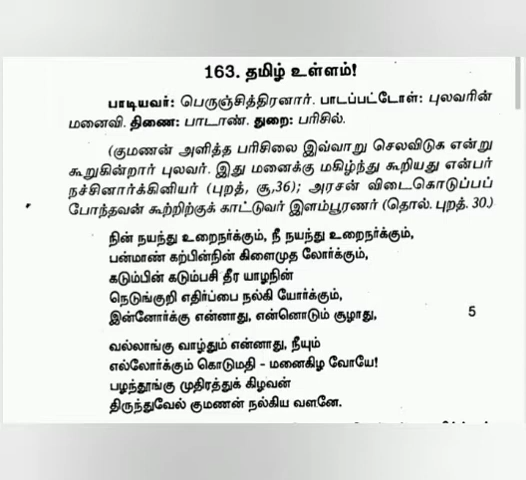 163. தமிழ் உள்ளம்!
பாடியவர்: பெருஞ்சித்திரனார். பாடப்பட்டோள்: புலவரின்
மனைவி. திணை: பாடாண். துறை: பரிசில்.
(குமணன் அளித்த பரிசிலை இவ்வாறு செலவிடுக என்று
கூறுகின்றார் புலவர். இது மனைக்கு மகிழ்ந்து கூறியது என்பர்
நச்சினார்க்கினியர் (புறத், சூ,36); அரசன் விடைகொடுப்பப்
போந்தவன் கூற்றிற்குக் காட்டுவர் இளம்பூரணர் (தொல். புறத். 30.)
நின் நயந்து உறைநர்க்கும், நீ நயந்து உறைநர்க்கும்,
பன்மாண் கற்பின்நின் கிளைமுத லோர்க்கும்,
கடும்பின் கடும்பசி தீர யாழநின்
நெடுங்குறி எதிர்ப்பை நல்கி யோர்க்கும்,
இன்னோர்க்கு என்னாது, என்னொடும் சூழாது, 5
வல்லாங்கு வாழ்தும் என்னாது, நீயும்
எல்லோர்க்கும் கொடுமதி - மனைகிழ வோயே!
பழந்தூங்கு முதிரத்துக் கிழவன்
திருந்துவேல் குமணன் நல்கிய வளனே.